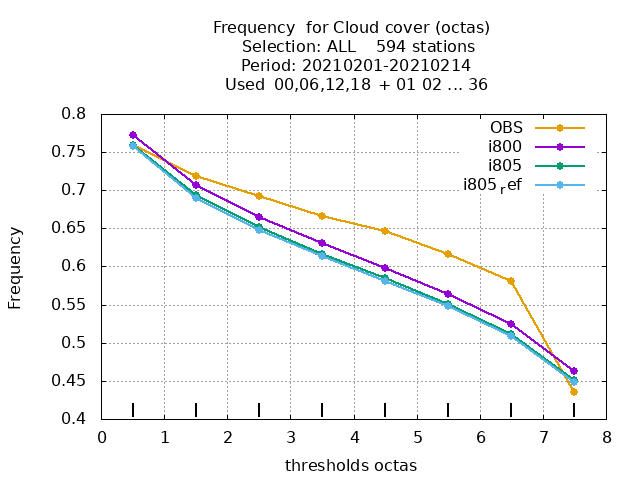 Frequency for Cloud cover (octas)
Selection: ALL 594 stations
Period: 20210201-20210214
Used 00,06,12,18 + 01 02 ... 36
OBS
i800
i805
i805ref
Frequency
0.8
0.75
0.7
0.65
0.6
0.55
0.5
0.45
0.4
0 1 2 3 4 5 6 7 8
thresholds octas